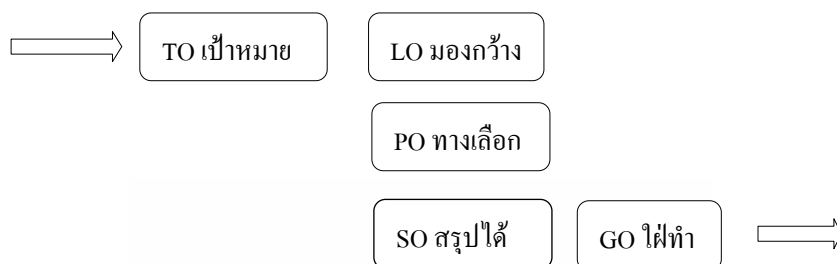 TO เป้าหมาย
LO มองกว้าง
PO ทางเลือก
SO สรุปได้
GO ใฝ่ทำ